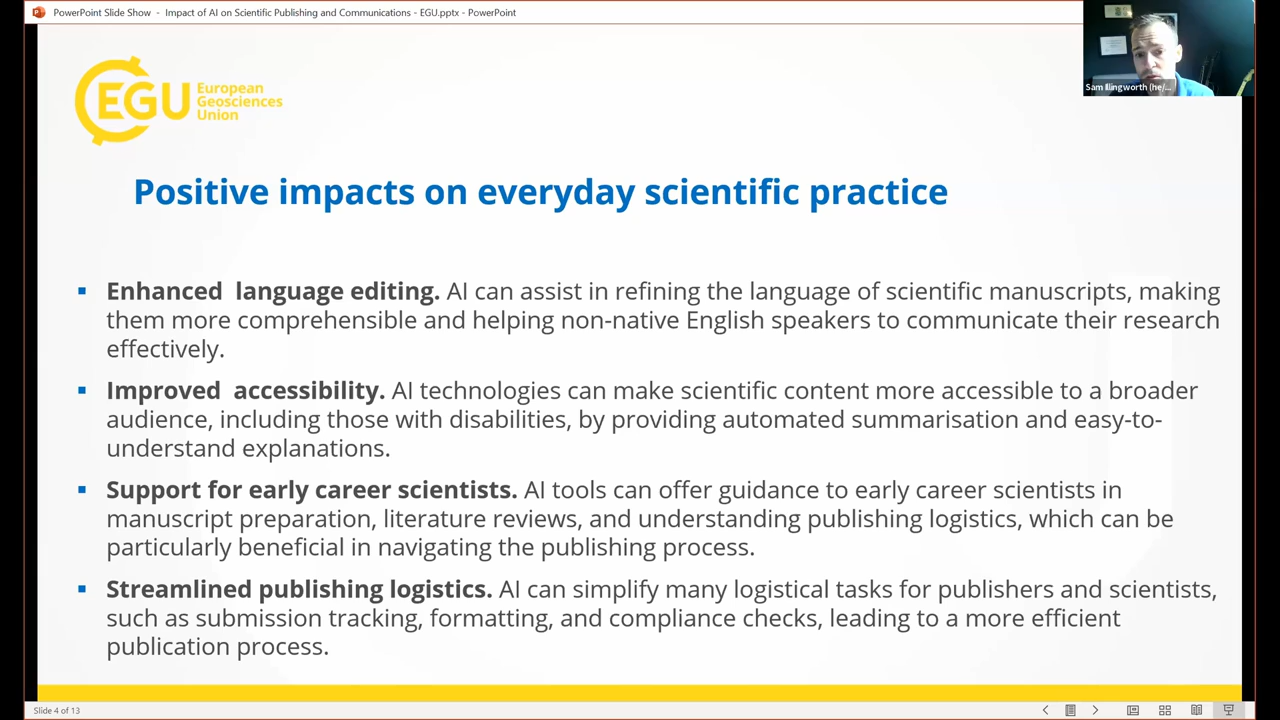 PowerPoint Slide Show - Impact of AI on Scientific Publishing and Communications - EGU.pptx - PowerPoint
Sam Illingworth (he/...
EGU
European
Geosciences
Union
Positive impacts on everyday scientific practice
▪ Enhanced language editing. AI can assist in refining the language of scientific manuscripts, making
them more comprehensible and helping non-native English speakers to communicate their research
effectively.
▪ Improved accessibility. AI technologies can make scientific content more accessible to a broader
audience, including those with disabilities, by providing automated summarisation and easy-to-
understand explanations.
▪ Support for early career scientists. AI tools can offer guidance to early career scientists in
manuscript preparation, literature reviews, and understanding publishing logistics, which can be
particularly beneficial in navigating the publishing process.
▪ Streamlined publishing logistics. AI can simplify many logistical tasks for publishers and scientists,
such as submission tracking, formatting, and compliance checks, leading to a more efficient
publication process.
Slide 4 of 13